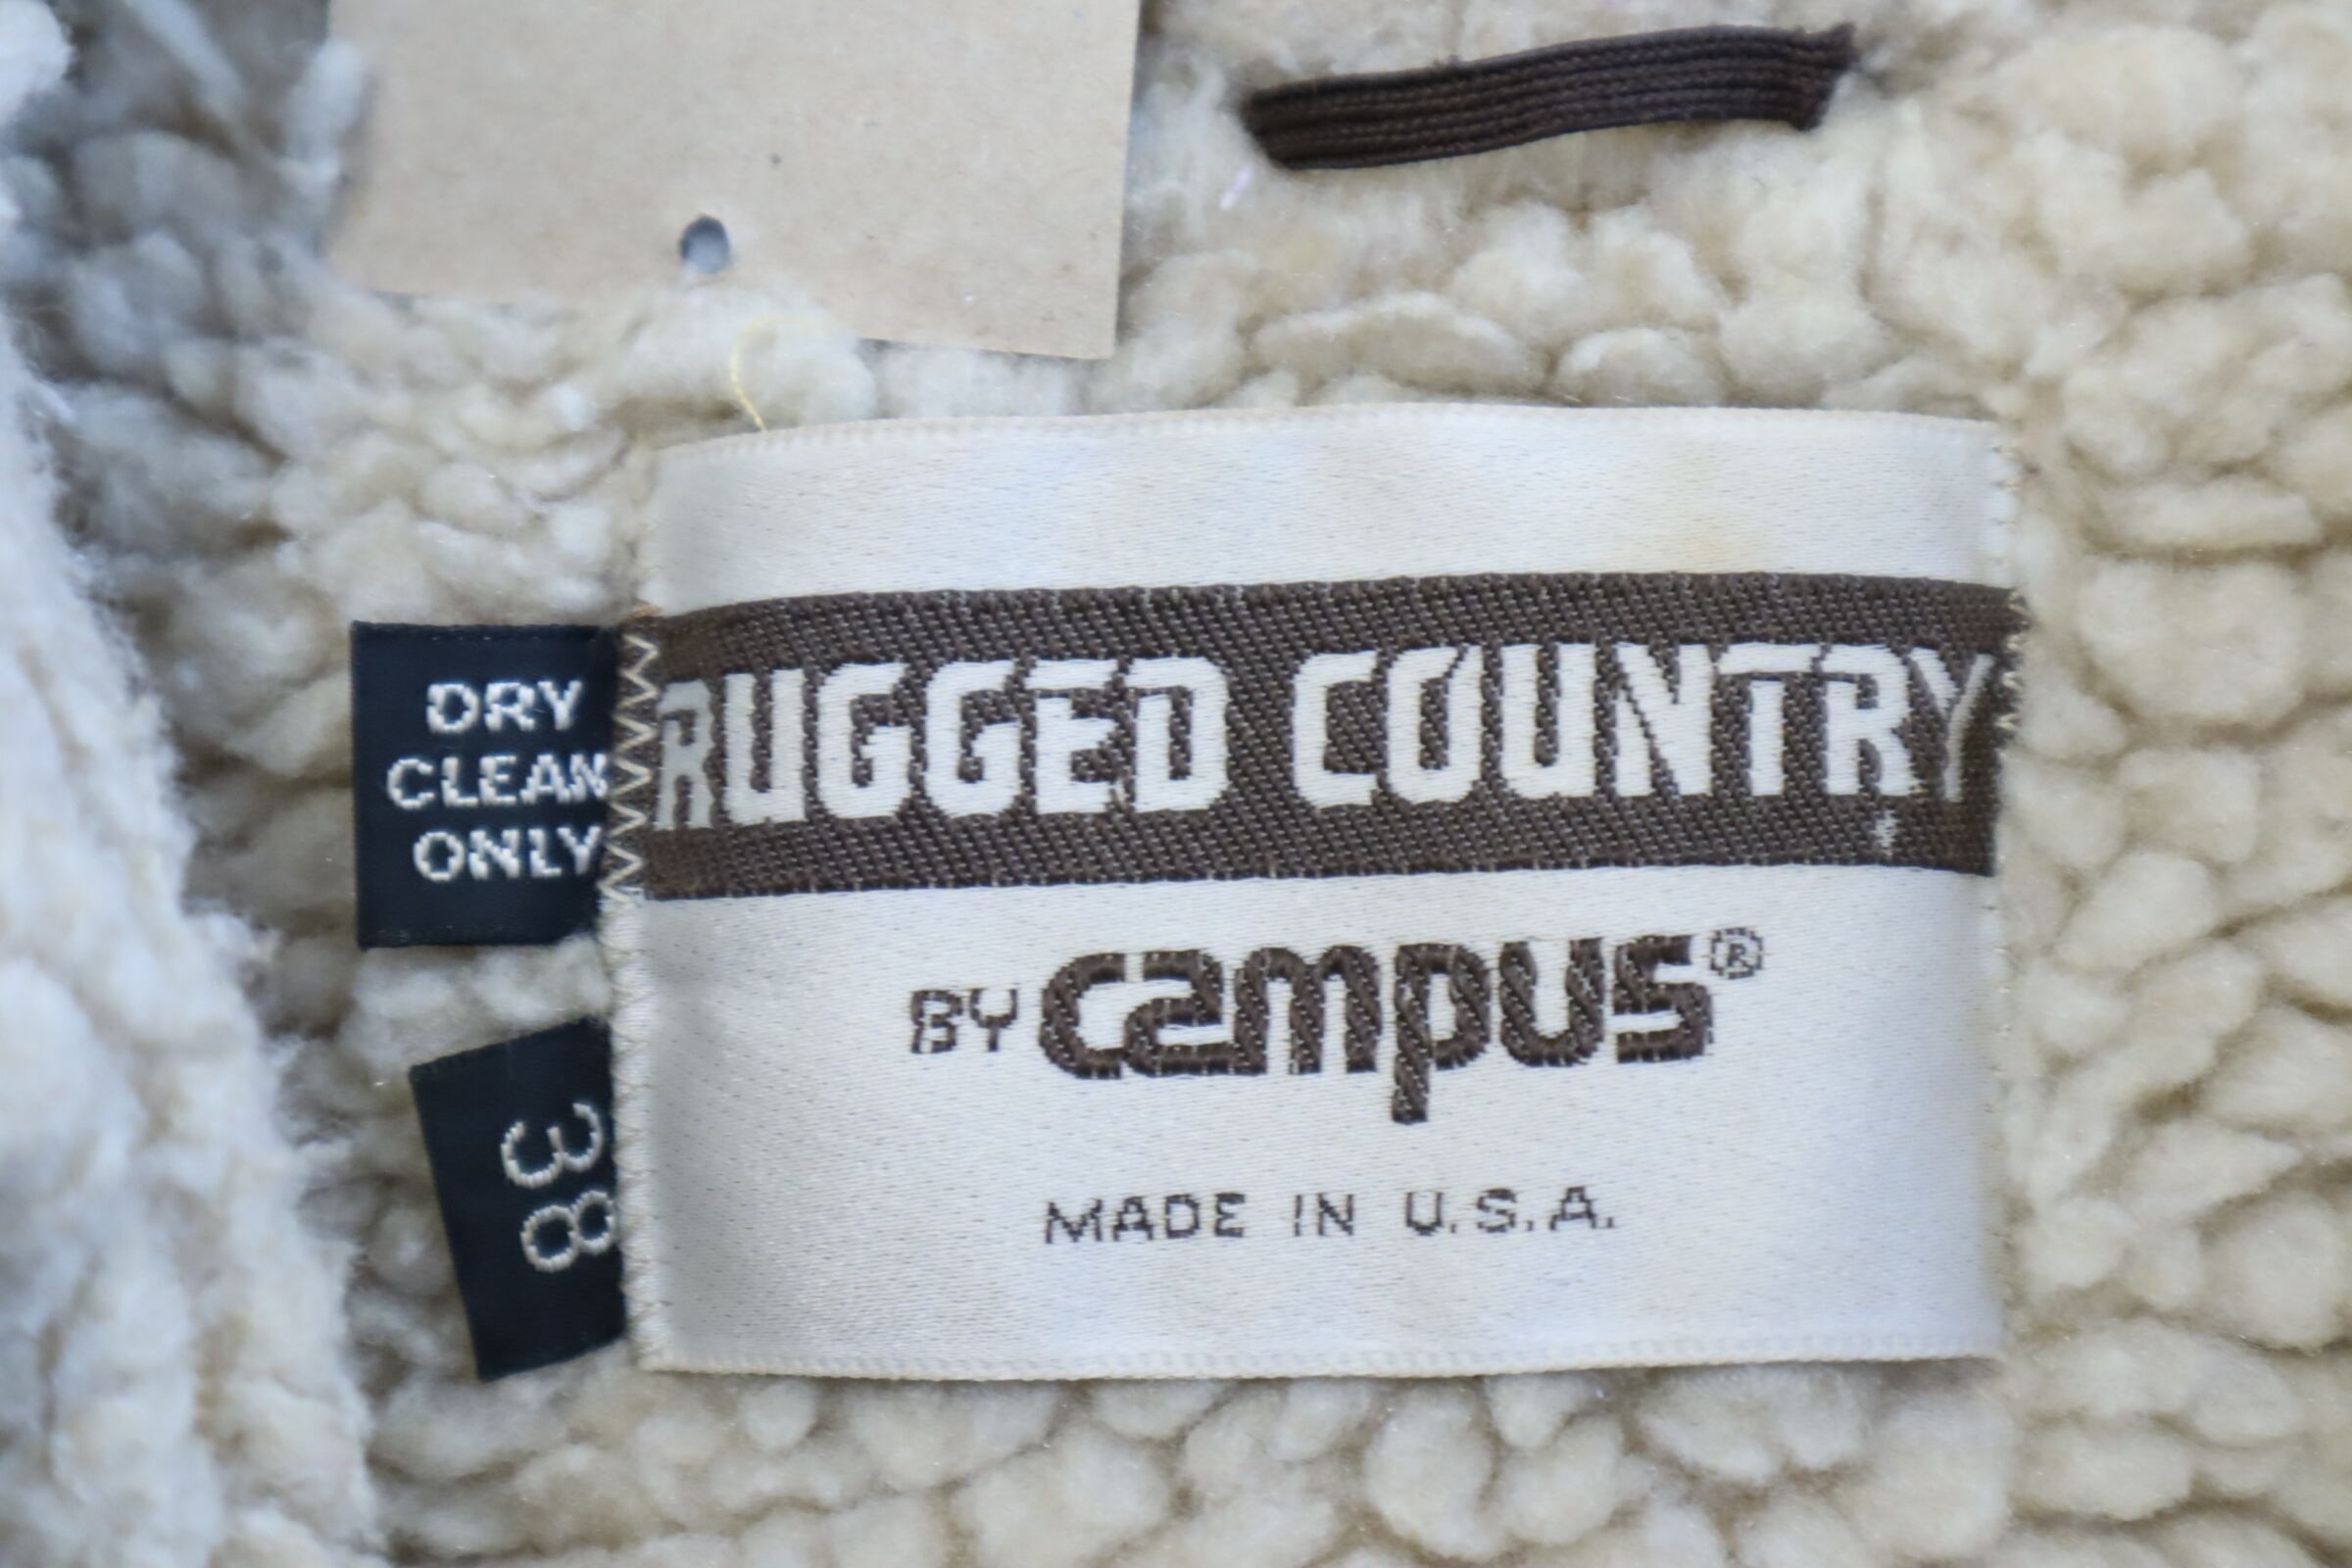 DRY
CLEAN
ONLY
38
RUGGED COUNTRY
BY campus®
MADE IN U.S.A.